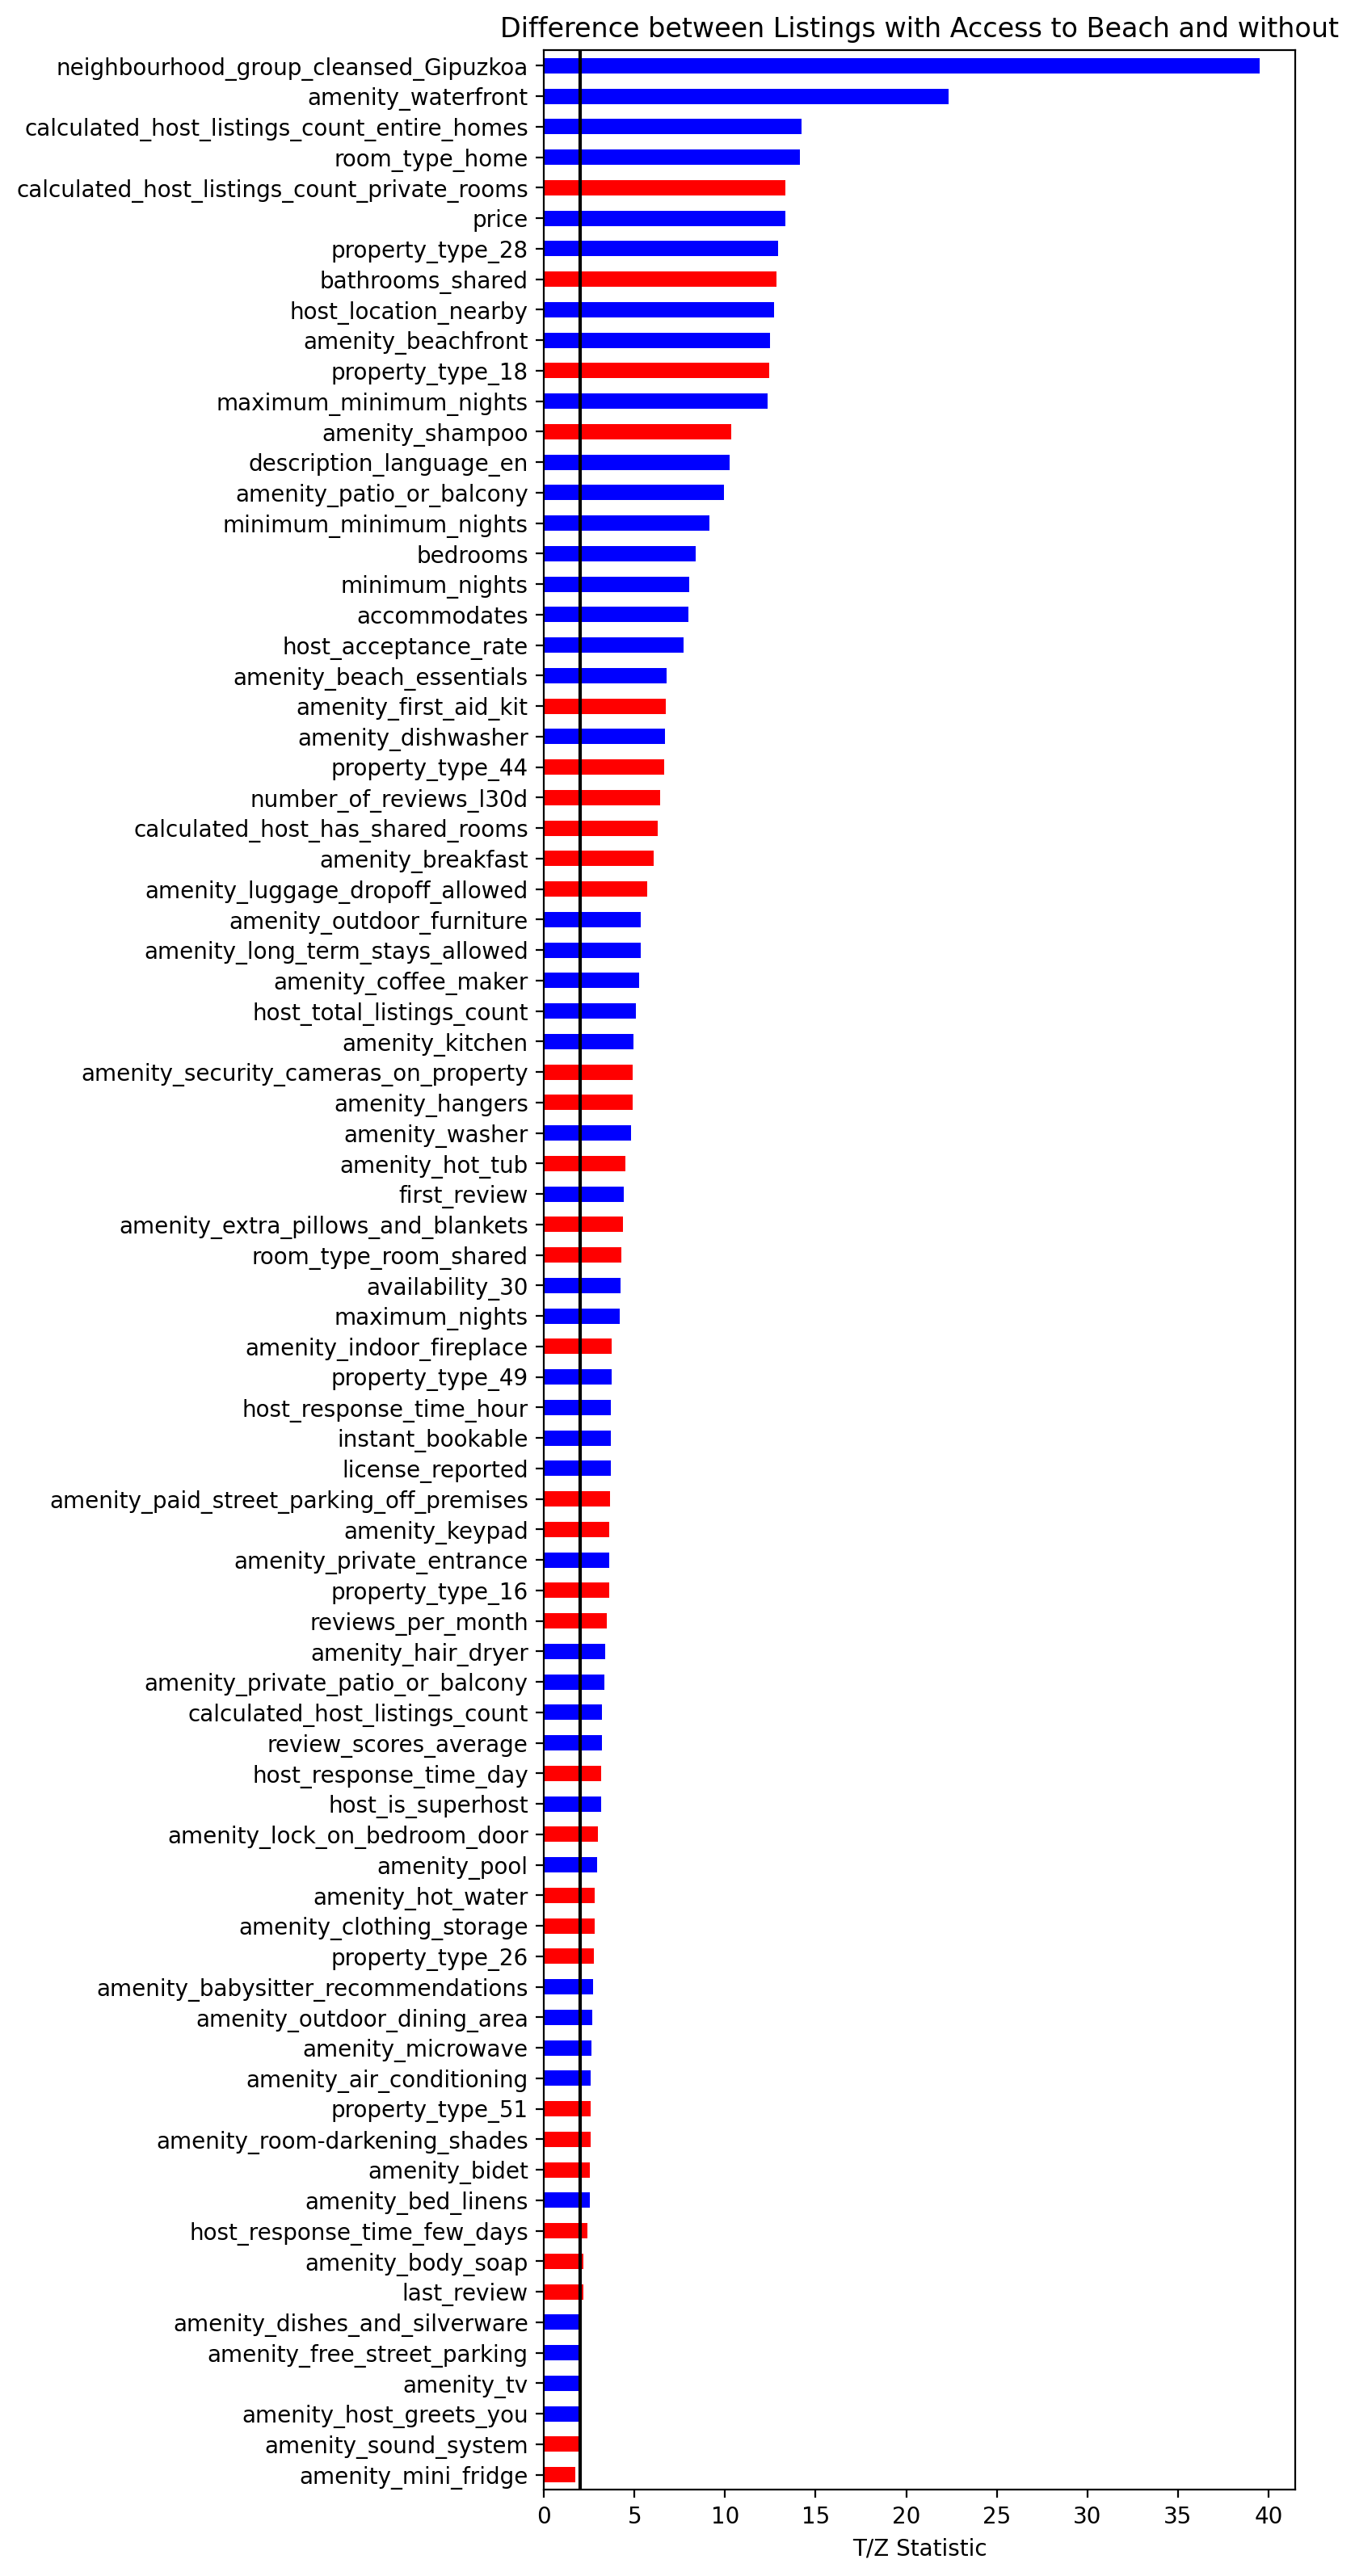 Difference between Listings with Access to Beach and without
neighbourhood_group_cleansed_Gipuzkoa
amenity_waterfront
calculated_host_listings_count_entire_homes
room_type_home
calculated_host_listings_count_private_rooms
price
property_type_28
bathrooms_shared
host_location_nearby
amenity_beachfront
property_type_18
maximum_minimum_nights
amenity_shampoo
description_language_en
amenity_patio_or_balcony
minimum_minimum_nights
bedrooms
minimum_nights
accommodates
host_acceptance_rate
amenity_beach_essentials
amenity_first_aid_kit
amenity_dishwasher
property_type_44
number_of_reviews_l30d
calculated_host_has_shared_rooms
amenity_breakfast
amenity_luggage_dropoff_allowed
amenity_outdoor_furniture
amenity_long_term_stays_allowed
amenity_coffee_maker
host_total_listings_count
amenity_kitchen
amenity_security_cameras_on_property
amenity_hangers
amenity_washer
amenity_hot_tub
first_review
amenity_extra_pillows_and_blankets
room_type_room_shared
availability_30
maximum_nights
amenity_indoor_fireplace
property_type_49
host_response_time_hour
instant_bookable
license_reported
amenity_paid_street_parking_off_premises
amenity_keypad
amenity_private_entrance
property_type_16
reviews_per_month
amenity_hair_dryer
amenity_private_patio_or_balcony
calculated_host_listings_count
review_scores_average
host_response_time_day
host_is_superhost
amenity_lock_on_bedroom_door
amenity_pool
amenity_hot_water
amenity_clothing_storage
property_type_26
amenity_babysitter_recommendations
amenity_outdoor_dining_area
amenity_microwave
amenity_air_conditioning
property_type_51
amenity_room-darkening_shades
amenity_bidet
amenity_bed_linens
host_response_time_few_days
amenity_body_soap
last_review
amenity_dishes_and_silverware
amenity_free_street_parking
amenity_tv
amenity_host_greets_you
amenity_sound_system
amenity_mini_fridge
0 5 10 15 20 25 30 35 40
T/Z Statistic